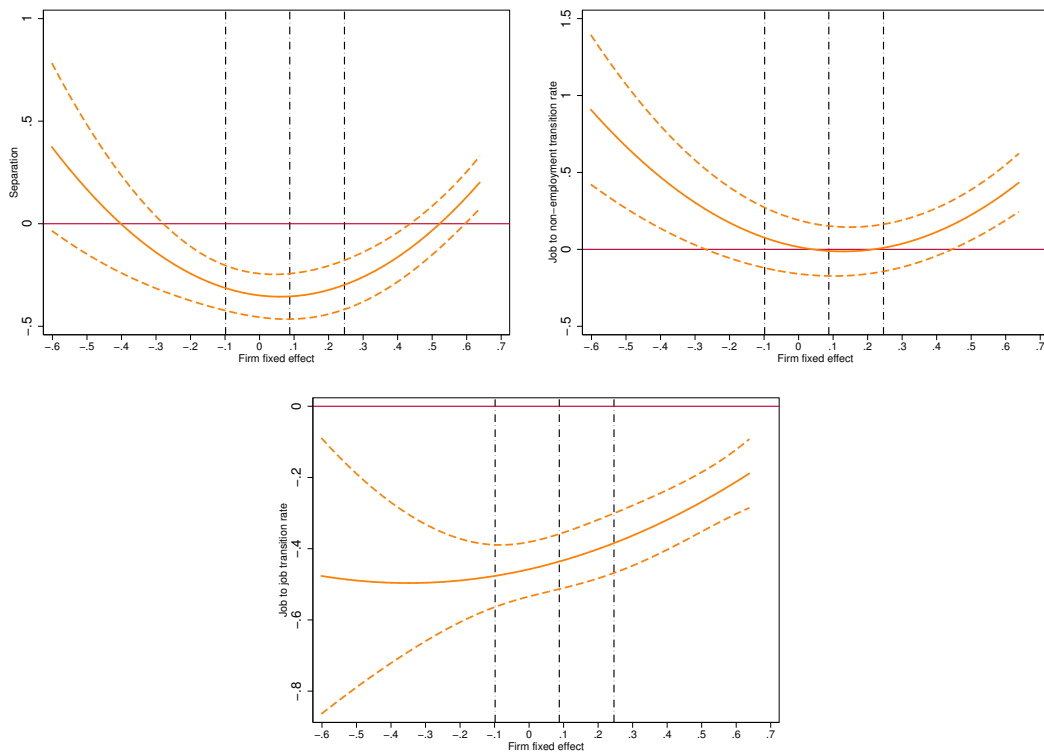 Separation
1
.5
0
-.5
-.6 -.5 -.4 -.3 -.2 -.1 0 .1 .2 .3 .4 .5 .6 .7
Firm fixed effect
Job to non-employment transition rate
1.5
1
.5
0
-.5
-.6 -.5 -.4 -.3 -.2 -.1 0 .1 .2 .3 .4 .5 .6 .7
Firm fixed effect
Job to job transition rate
0
-.2
-.4
-.6
-.8
-.6 -.5 -.4 -.3 -.2 -.1 0 .1 .2 .3 .4 .5 .6 .7
Firm fixed effect